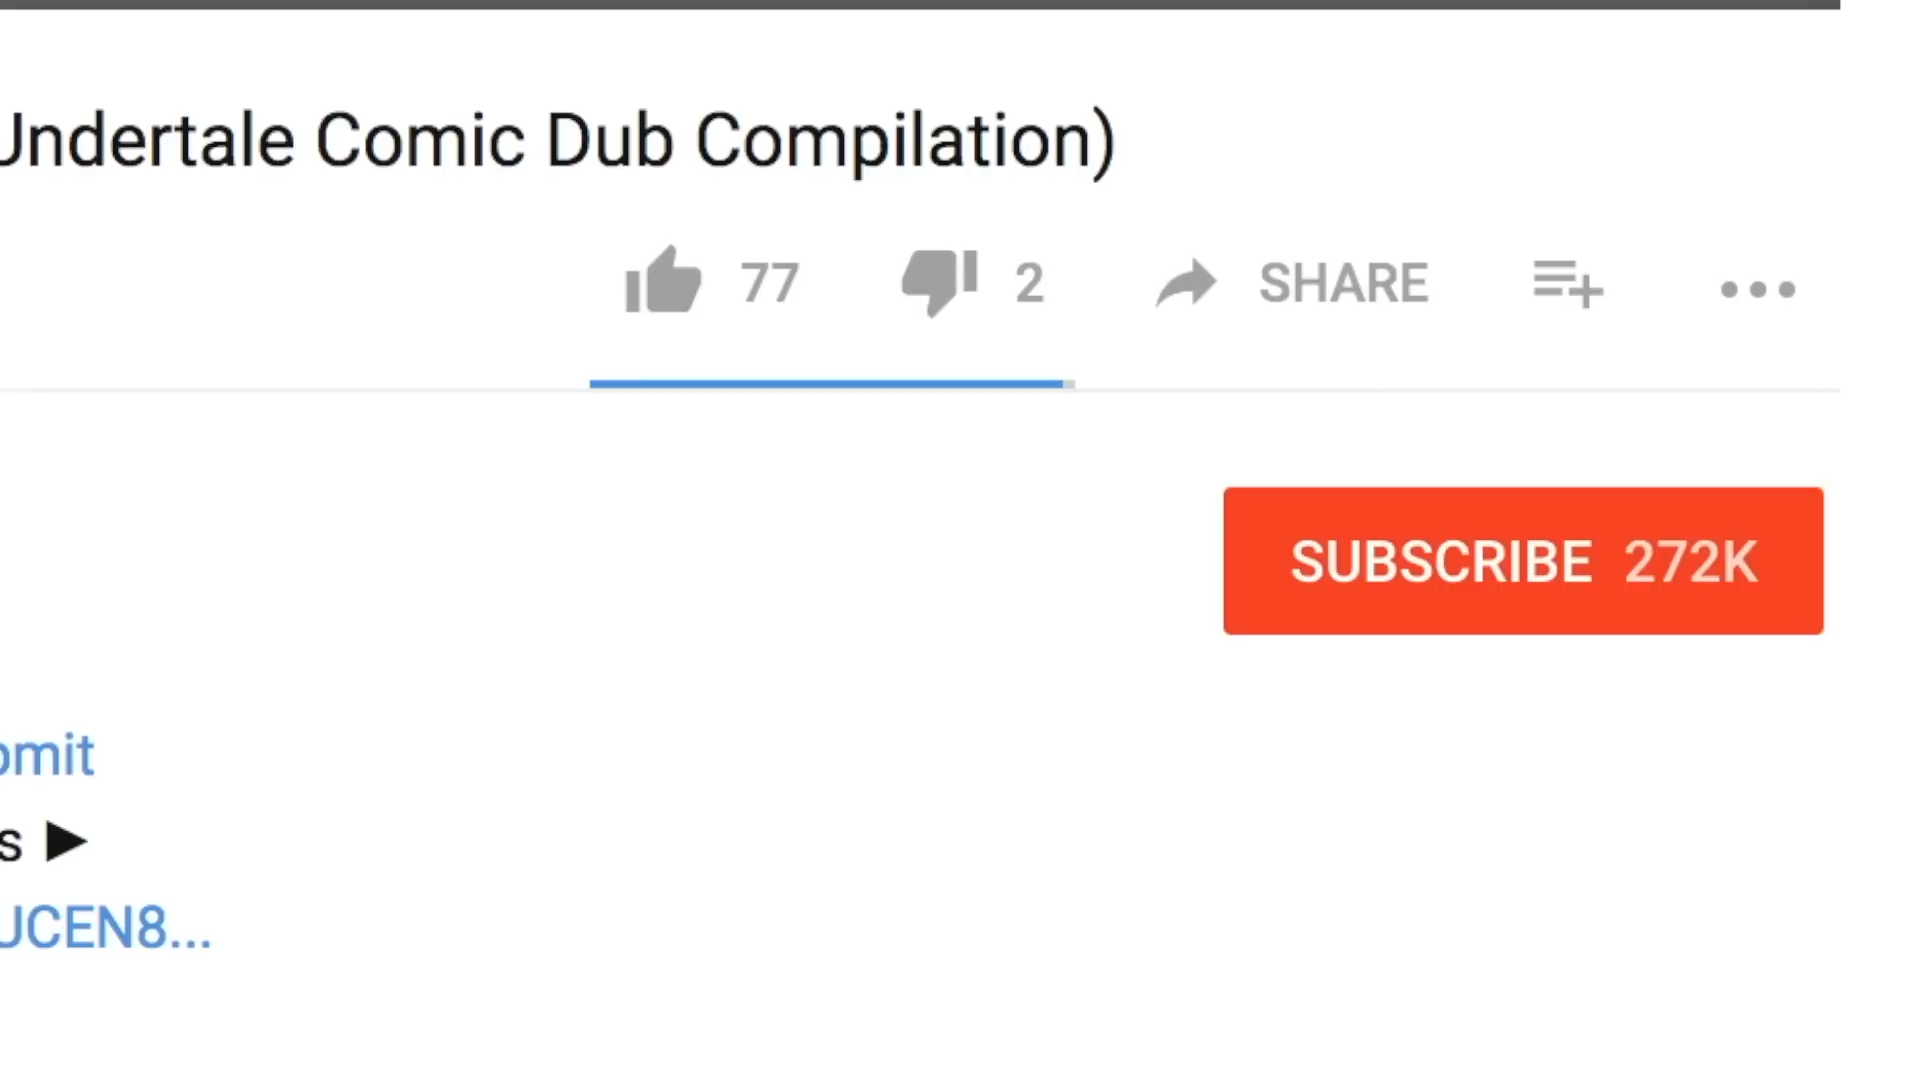 Undertale Comic Dub Compilation)
77 2 SHARE
SUBSCRIBE 272K
omit
s ►
UCEN8...